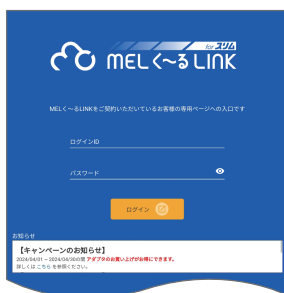 for スリム
MELく〜るLINK
MELく〜るLINKをご契約いただいているお客様の専用ページへの入口です
ログインID
パスワード
ログイン
お知らせ
【キャンペーンのお知らせ】
2024/04/01 ~ 2024/04/30の間 アダプタのお買い上げがお得にできます。
詳しくは こちら を参照ください。